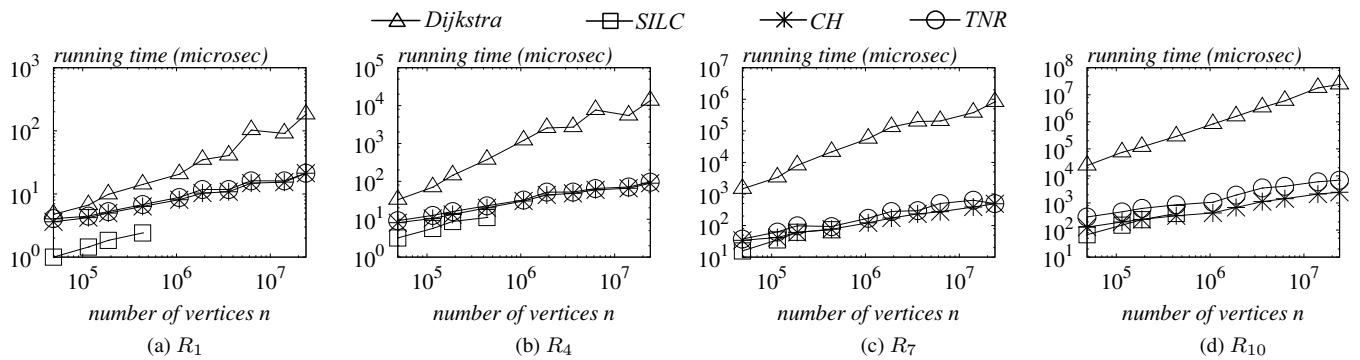 Dijkstra SILC CH TNR
running time (microsec)
10^3
10^2
10^1
10^0
10^5 10^6 10^7
number of vertices n
(a) R_1
running time (microsec)
10^5
10^4
10^3
10^2
10^1
10^0
10^5 10^6 10^7
number of vertices n
(b) R_4
running time (microsec)
10^7
10^6
10^5
10^4
10^3
10^2
10^1
10^5 10^6 10^7
number of vertices n
(c) R_7
running time (microsec)
10^8
10^7
10^6
10^5
10^4
10^3
10^2
10^1
10^5 10^6 10^7
number of vertices n
(d) R_10